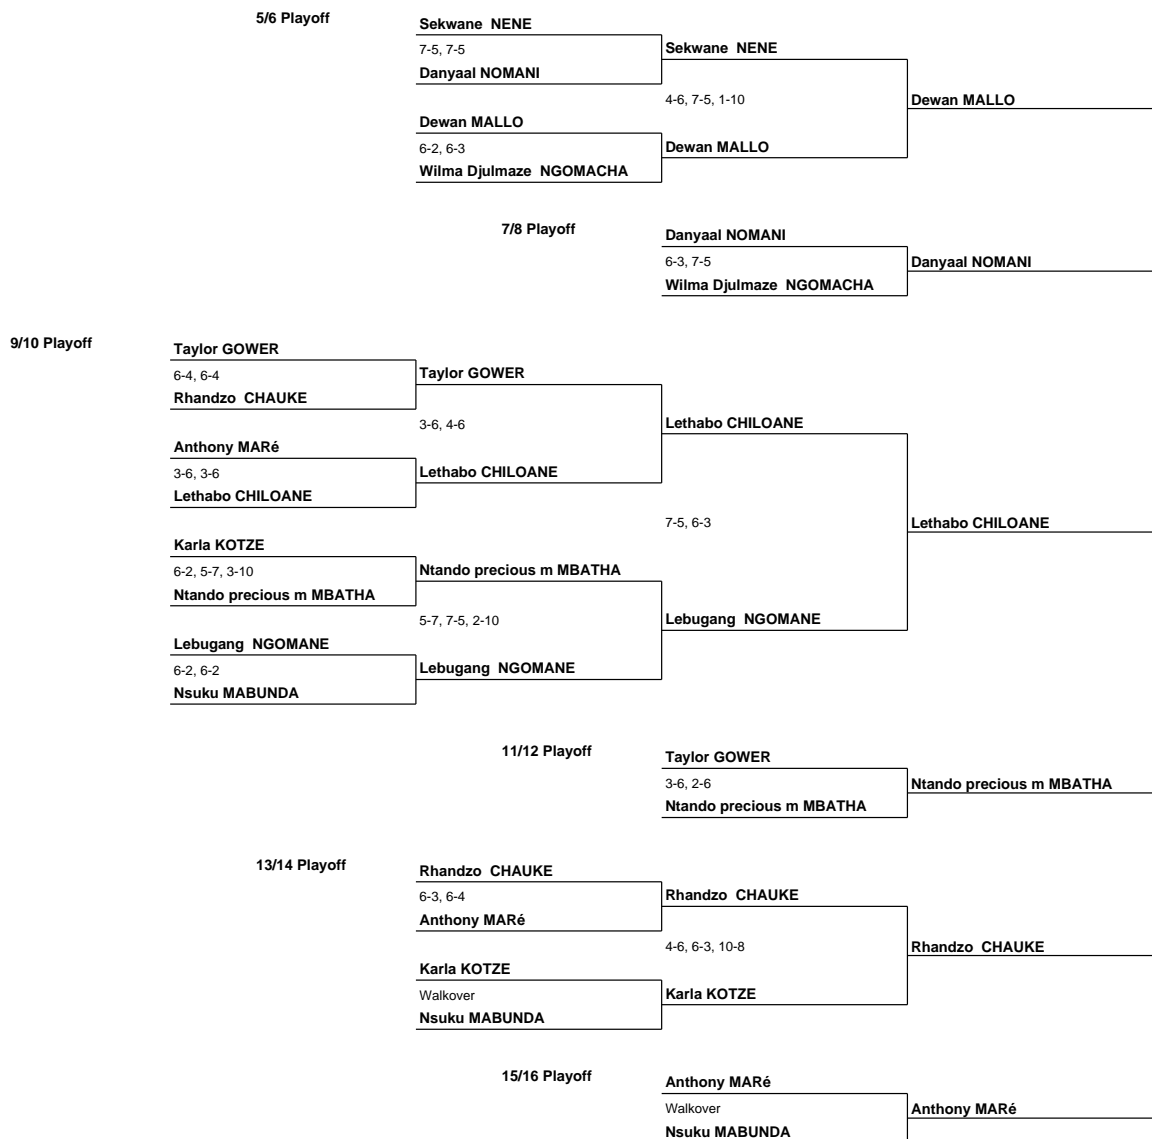 5/6 Playoff
Sekwane  NENE
7-5, 7-5
Sekwane  NENE
Danyaal NOMANI
4-6, 7-5, 1-10
Dewan MALLO
Dewan MALLO
6-2, 6-3
Dewan MALLO
Wilma Djulmaze  NGOMACHA
7/8 Playoff
Danyaal NOMANI
6-3, 7-5
Danyaal NOMANI
Wilma Djulmaze  NGOMACHA
9/10 Playoff
Taylor GOWER
6-4, 6-4
Taylor GOWER
Rhandzo  CHAUKE
3-6, 4-6
Lethabo CHILOANE
Anthony MARé
3-6, 3-6
Lethabo CHILOANE
Lethabo CHILOANE
7-5, 6-3
Lethabo CHILOANE
Karla KOTZE
6-2, 5-7, 3-10
Ntando precious m MBATHA
Ntando precious m MBATHA
5-7, 7-5, 2-10
Lebugang  NGOMANE
Lebugang  NGOMANE
6-2, 6-2
Lebugang  NGOMANE
Nsuku MABUNDA
11/12 Playoff
Taylor GOWER
3-6, 2-6
Ntando precious m MBATHA
Ntando precious m MBATHA
13/14 Playoff
Rhandzo  CHAUKE
6-3, 6-4
Rhandzo  CHAUKE
Anthony MARé
4-6, 6-3, 10-8
Rhandzo  CHAUKE
Karla KOTZE
Walkover
Karla KOTZE
Nsuku MABUNDA
15/16 Playoff
Anthony MARé
Walkover
Anthony MARé
Nsuku MABUNDA